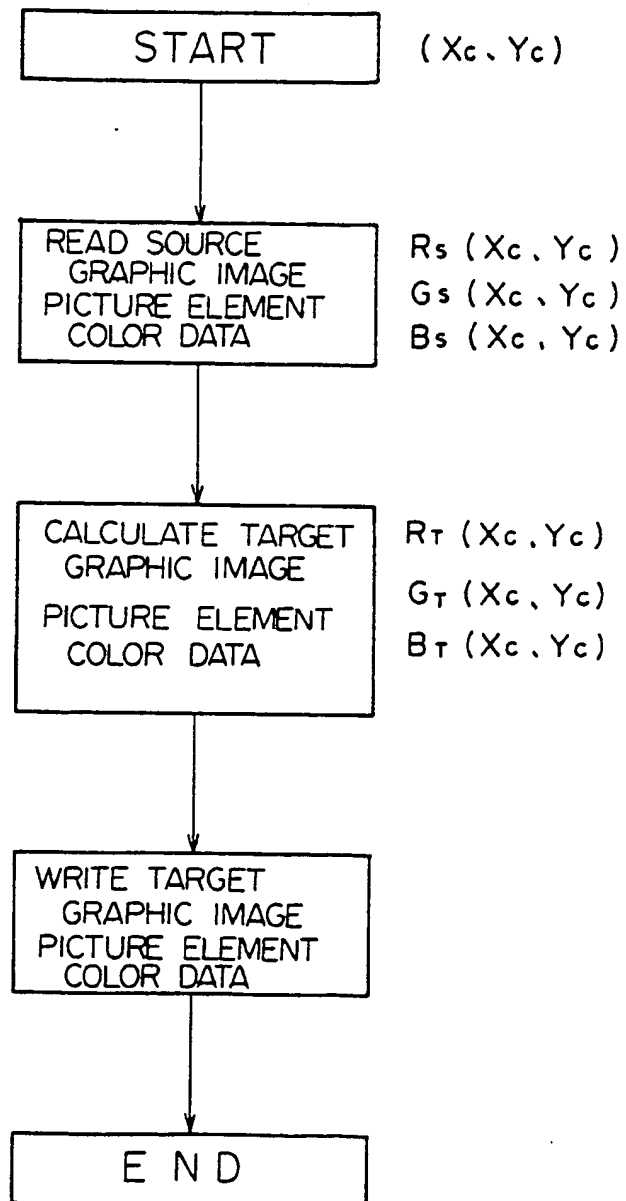 START
(Xc、Yc)
READ SOURCE
GRAPHIC IMAGE
PICTURE ELEMENT
COLOR DATA
Rs (Xc、Yc)
Gs (Xc、Yc)
Bs (Xc、Yc)
CALCULATE TARGET
GRAPHIC IMAGE
PICTURE ELEMENT
COLOR DATA
RT (Xc、Yc)
GT (Xc、Yc)
BT (Xc、Yc)
WRITE TARGET
GRAPHIC IMAGE
PICTURE ELEMENT
COLOR DATA
END